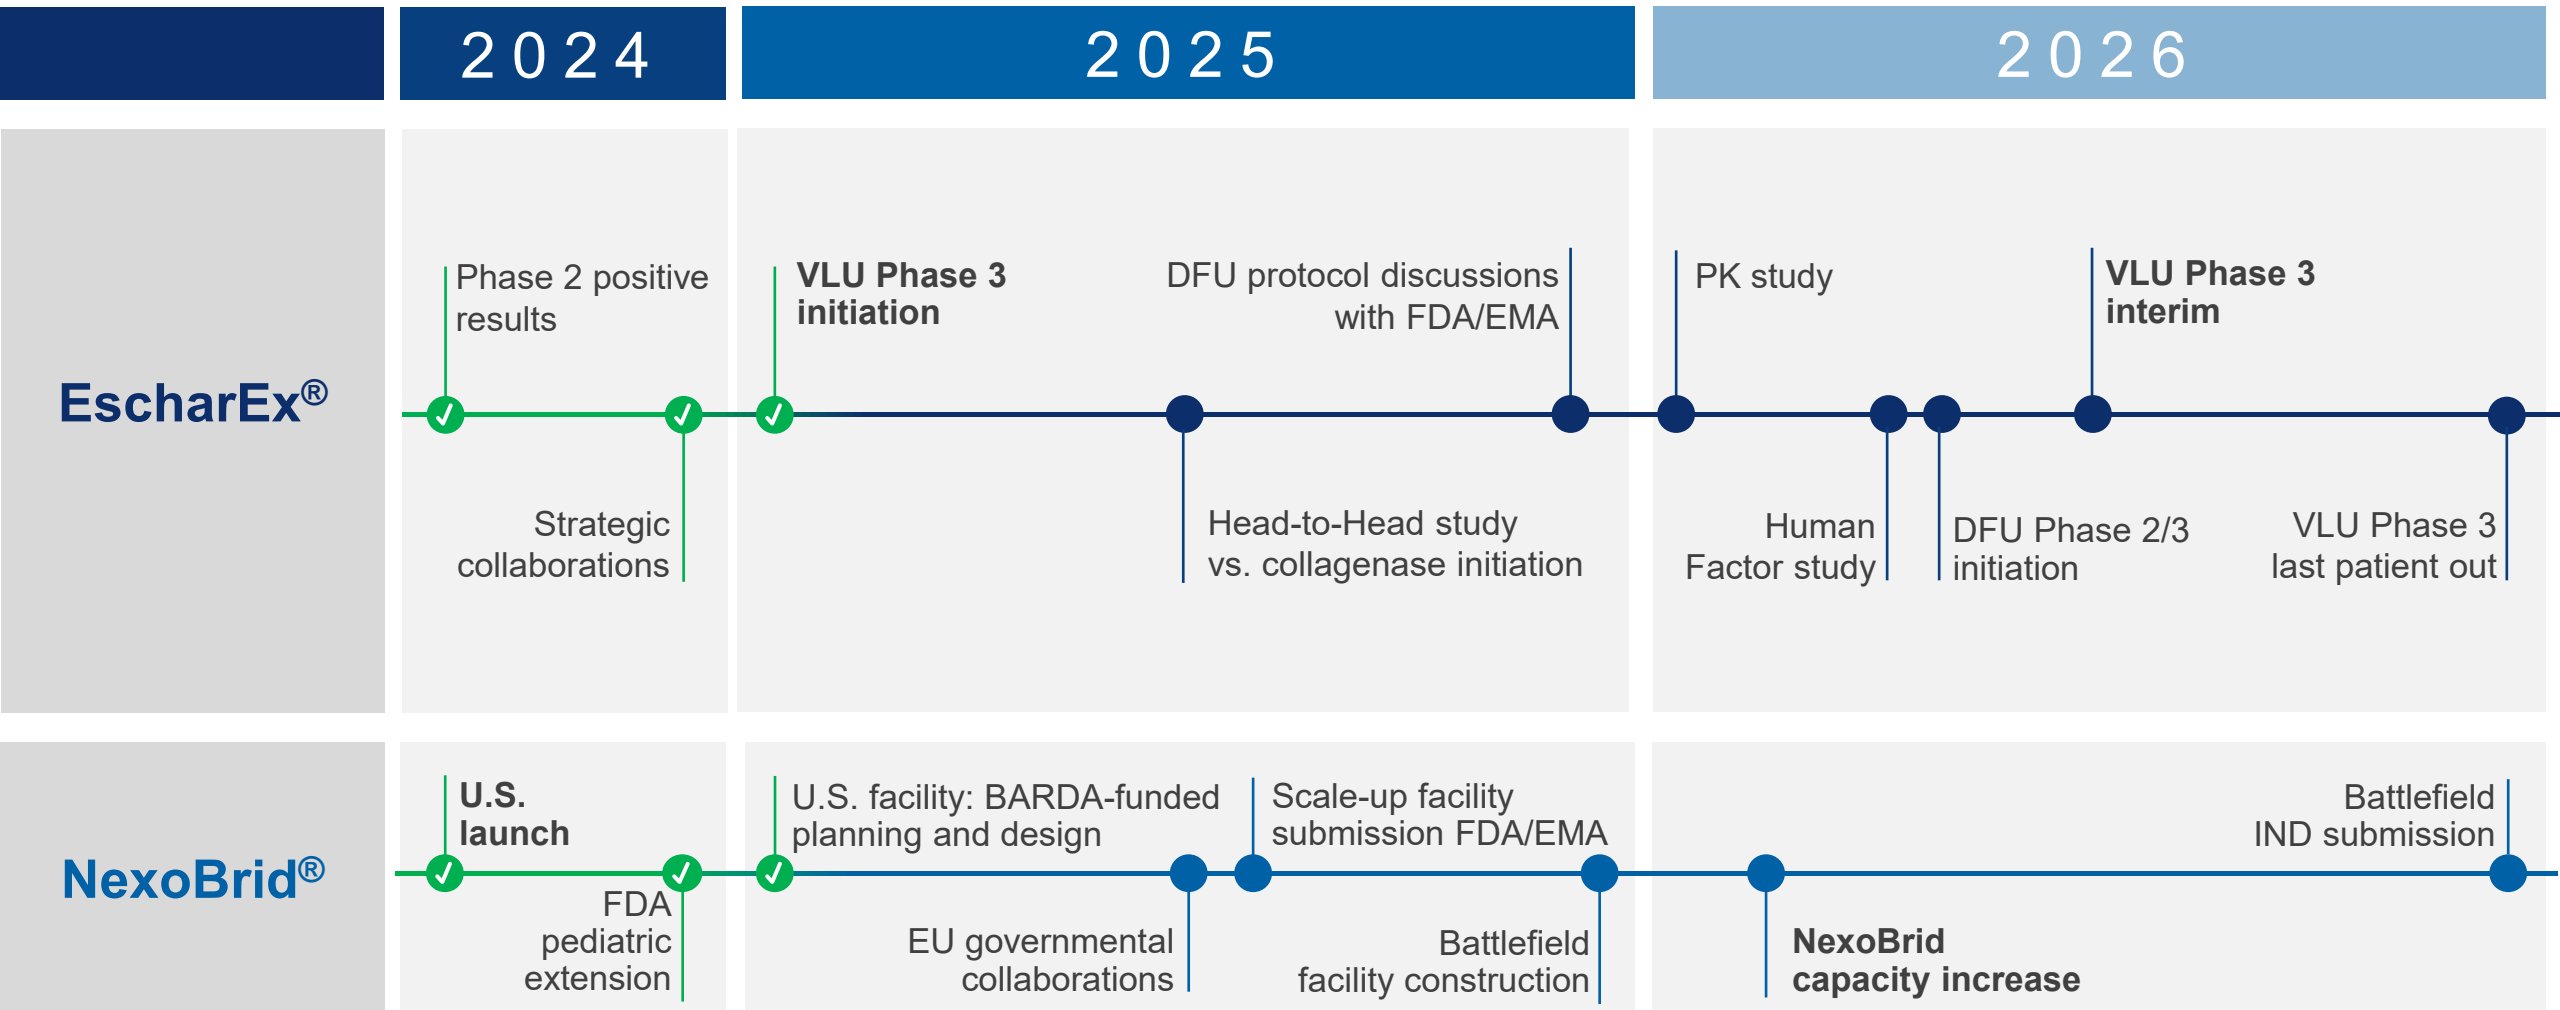 2024
2025
2026
EscharEx®
Phase 2 positive
results
Strategic
collaborations
VLU Phase 3
initiation
Head-to-Head study
vs. collagenase initiation
DFU protocol discussions
with FDA/EMA
PK study
Human
Factor study
DFU Phase 2/3
initiation
VLU Phase 3
interim
VLU Phase 3
last patient out
NexoBrid®
U.S.
launch
FDA
pediatric
extension
U.S. facility: BARDA-funded
planning and design
EU governmental
collaborations
Scale-up facility
submission FDA/EMA
Battlefield
facility construction
NexoBrid
capacity increase
Battlefield
IND submission